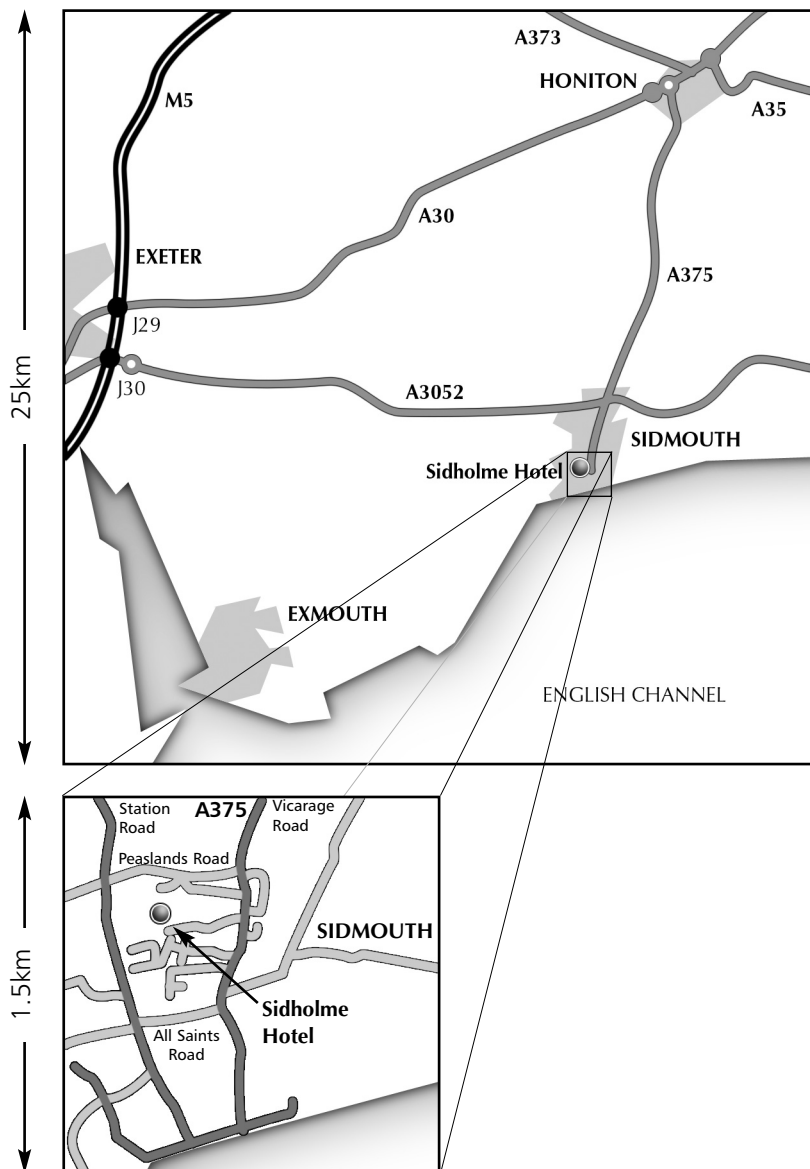 A373
HONITON
M5
A35
A30
EXETER
A375
J29
J30
A3052
25km
SIDMOUTH
Sidholme Hotel
EXMOUTH
ENGLISH CHANNEL
Station
Road
A375
Vicarage
Road
Peaslands Road
SIDMOUTH
1.5km
Sidholme
Hotel
All Saints
Road